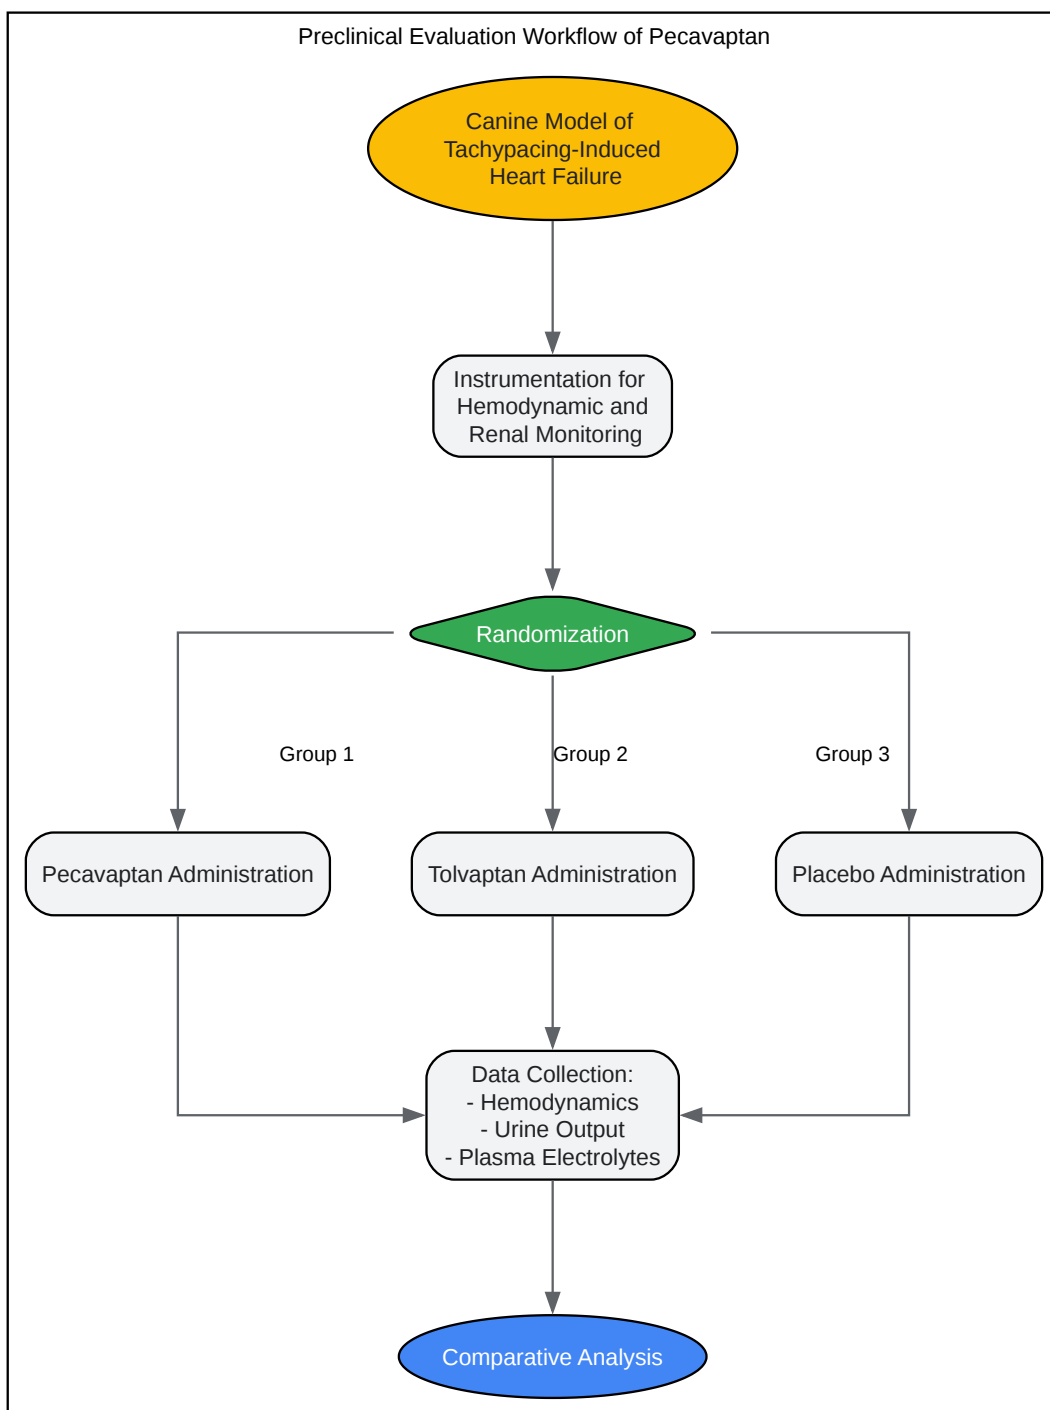 Preclinical Evaluation Workflow of Pecavaptan
Canine Model of
Tachypacing-Induced
Heart Failure
Instrumentation for
Hemodynamic and
Renal Monitoring
Randomization
Group 1
Group 2
Group 3
Pecavaptan Administration
Tolvaptan Administration
Placebo Administration
Data Collection:
- Hemodynamics
- Urine Output
- Plasma Electrolytes
Comparative Analysis